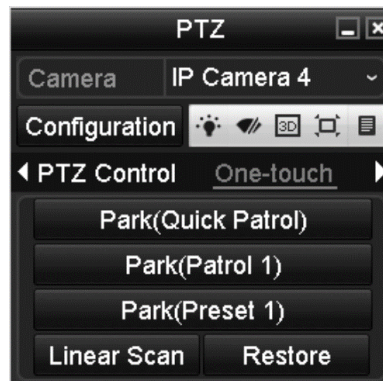 PTZ
Camera IP Camera 4
Configuration 3D
PTZ Control One-touch
Park(Quick Patrol)
Park(Patrol 1)
Park(Preset 1)
Linear Scan Restore